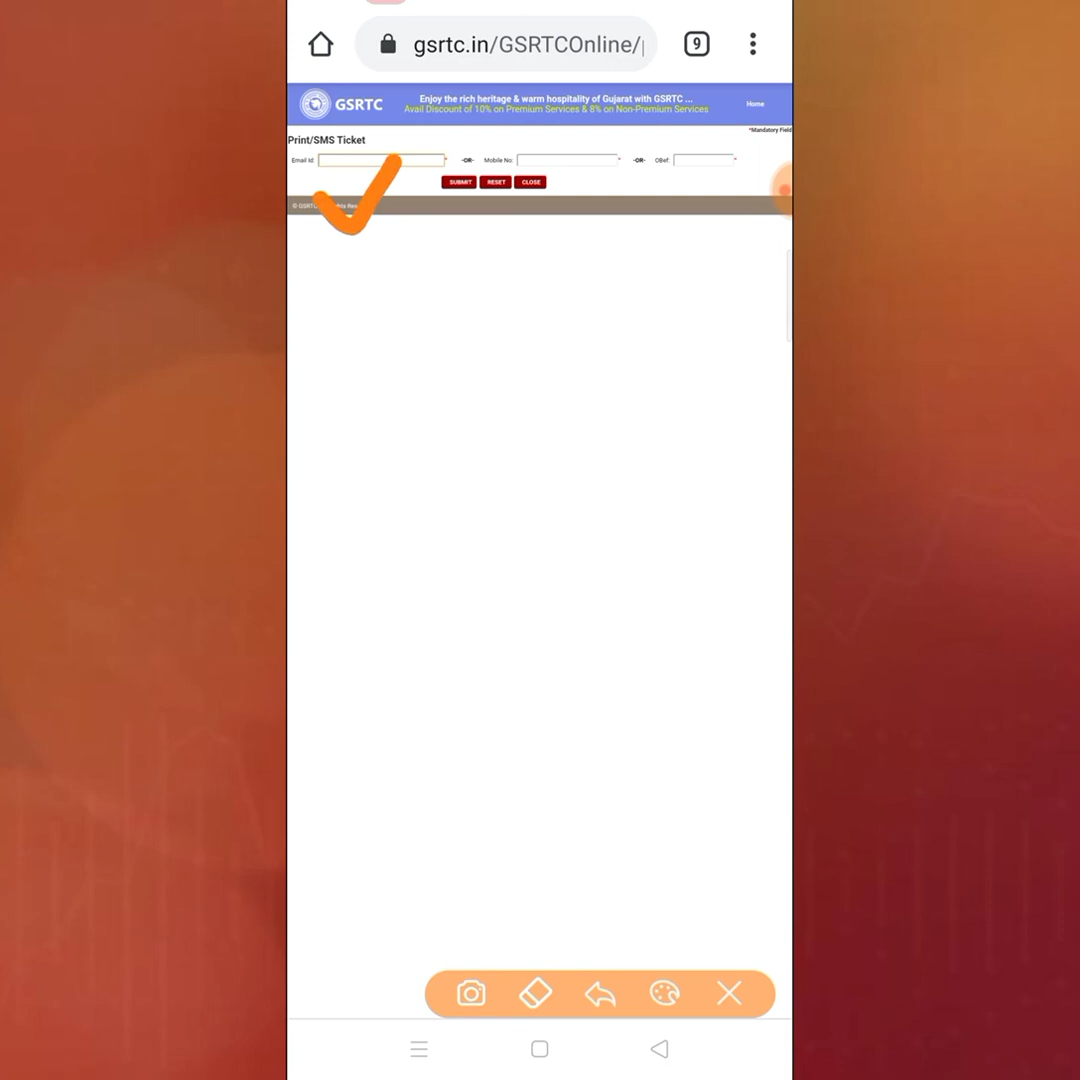 gsrtc.in/GSRTCOnline/
9
GSRTC
Enjoy the rich heritage & warm hospitality of Gujarat with GSRTC ...
Avail Discount of 10% on Premium Services & 8% on Non-Premium Services
Home
*Mandatory Field
Print/SMS Ticket
Email Id: * -OR- Mobile No: * -OR- OBef: *
SUBMIT RESET CLOSE
©